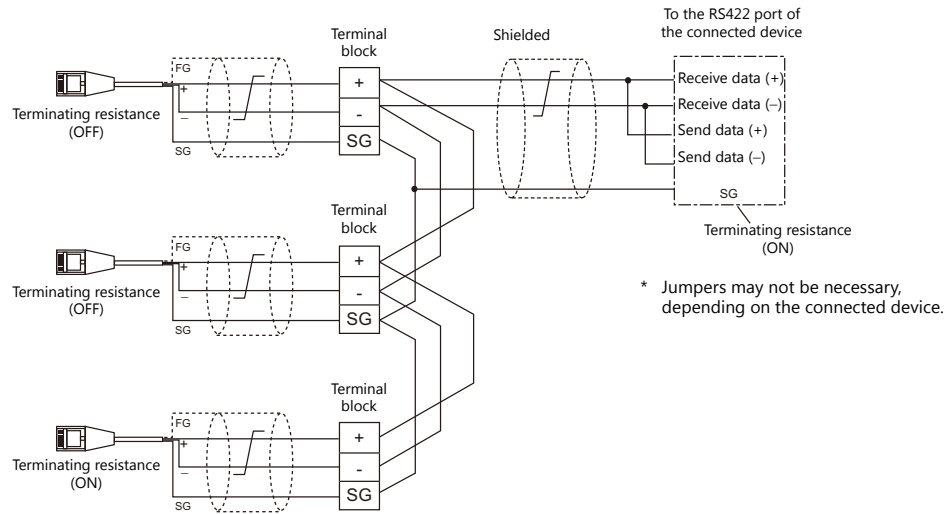 To the RS422 port of
the connected device
Terminal
block
Shielded
FG
+
−
SG
Terminating resistance
(OFF)
+
-
SG
Receive data (+)
Receive data (−)
Send data (+)
Send data (−)
SG
Terminating resistance
(ON)
* Jumpers may not be necessary,
depending on the connected device.
Terminal
block
FG
+
−
SG
Terminating resistance
(OFF)
+
-
SG
Terminal
block
FG
+
−
SG
Terminating resistance
(ON)
+
-
SG